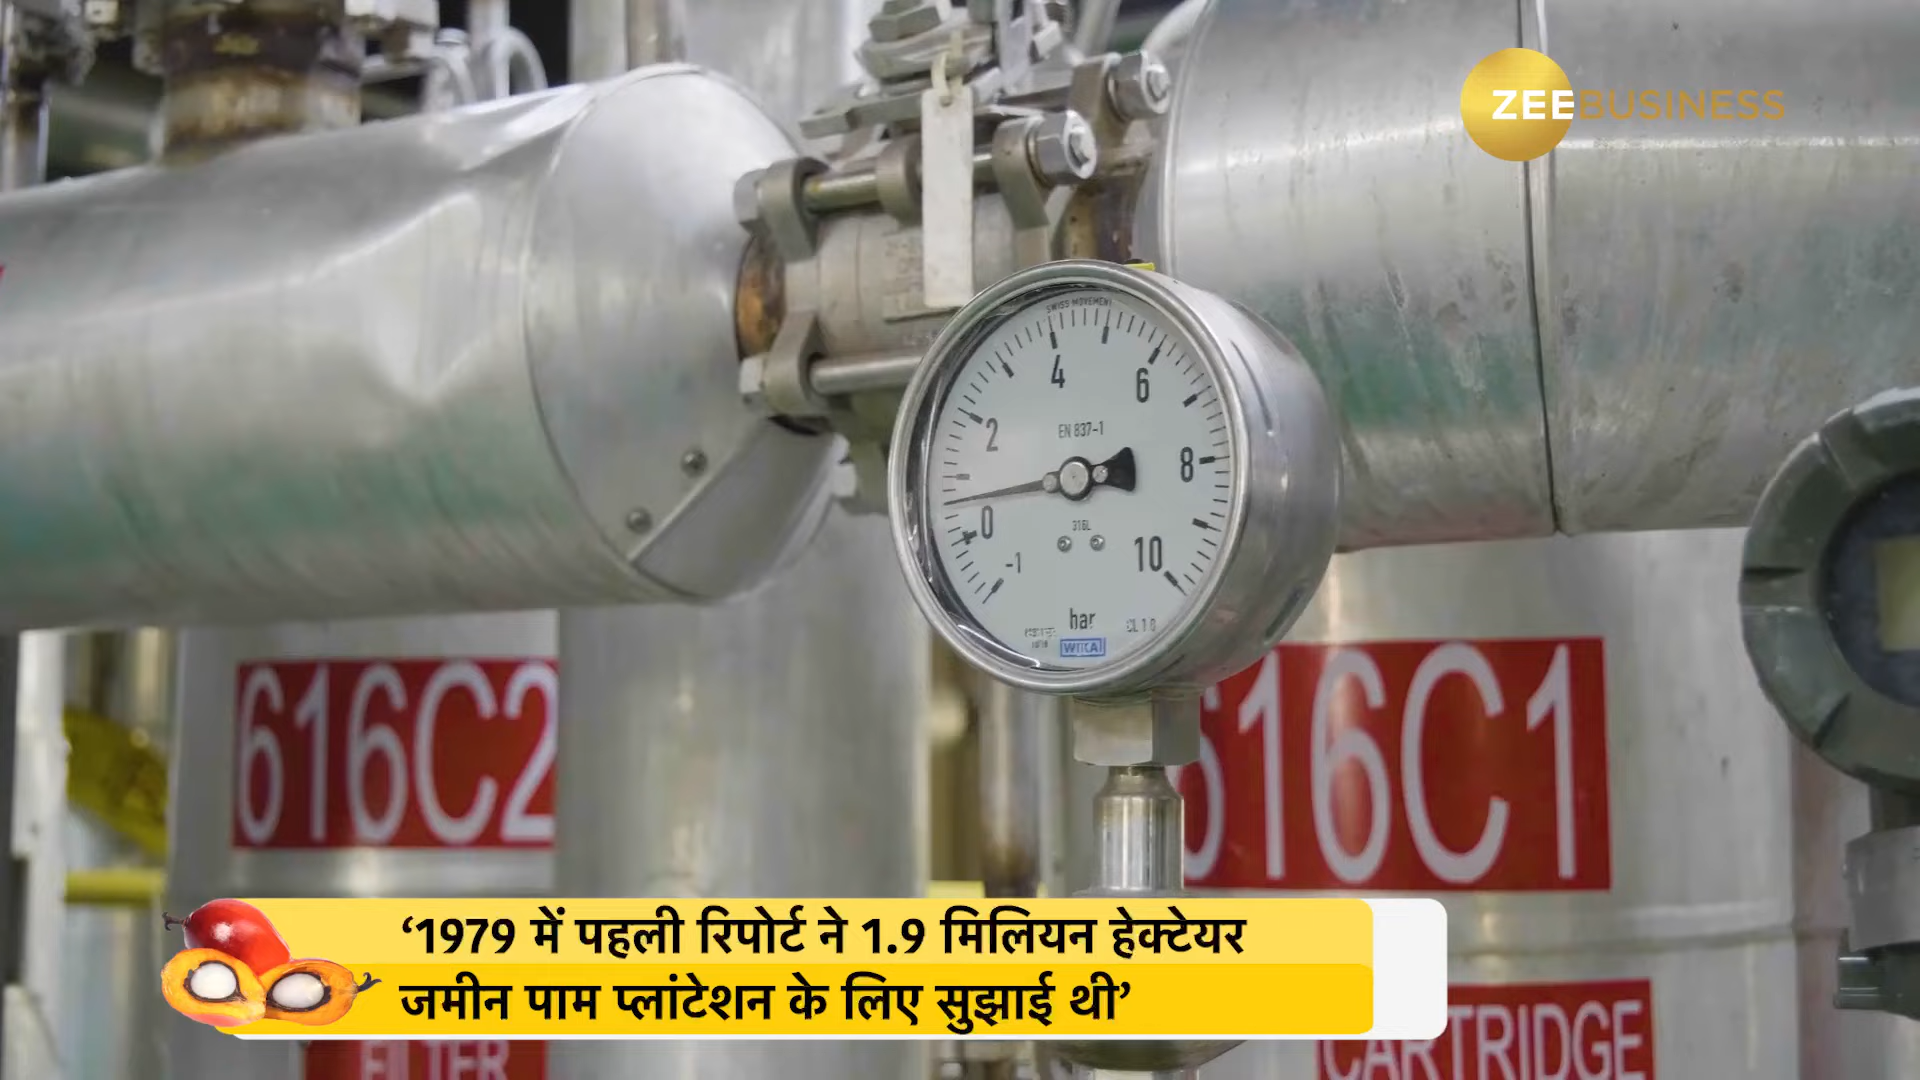 ZEEBUSINESS
SWISS MOVEMENT
4
6
2
EN 837-1
8
0
316L
-1
10
bar
CL 1.0
WIKA
616C2
616C1
‘1979 में पहली रिपोर्ट ने 1.9 मिलियन हेक्टेयर
जमीन पाम प्लांटेशन के लिए सुझाई थी’
FILTER
CARTRIDGE